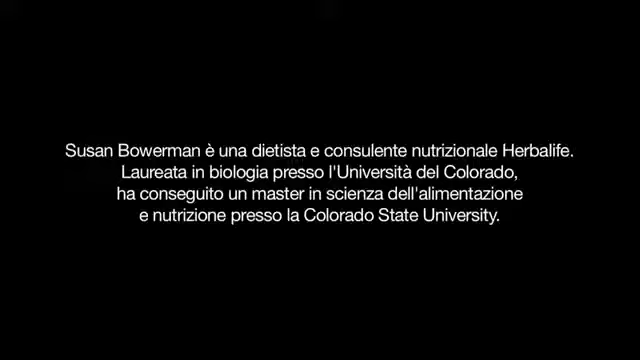 Susan Bowerman è una dietista e consulente nutrizionale Herbalife.
Laureata in biologia presso l'Università del Colorado,
ha conseguito un master in scienza dell'alimentazione
e nutrizione presso la Colorado State University.